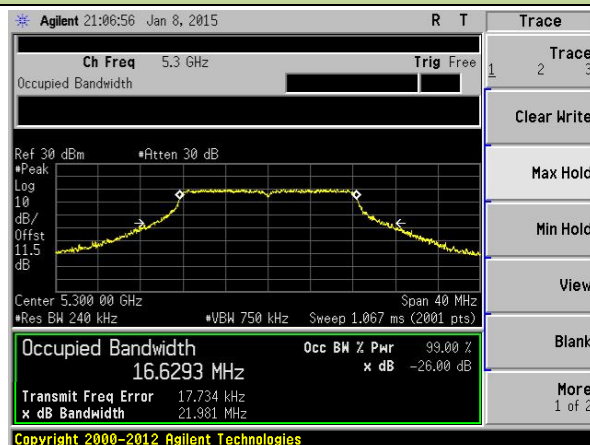 Agilent 21:06:56 Jan 8, 2015 R T
Trace
Ch Freq 5.3 GHz Trig Free
Occupied Bandwidth
Trace
1 2 3
Clear Write
Max Hold
Min Hold
View
Blank
More
1 of 2
Ref 30 dBm #Atten 30 dB
#Peak
Log
10
dB/
Offst
11.5
dB
Center 5.300 00 GHz Span 40 MHz
#Res BW 240 kHz #VBW 750 kHz Sweep 1.067 ms (2001 pts)
Occupied Bandwidth
16.6293 MHz
Occ BW % Pwr 99.00 %
x dB -26.00 dB
Transmit Freq Error 17.734 kHz
x dB Bandwidth 21.981 MHz
Copyright 2000-2012 Agilent Technologies